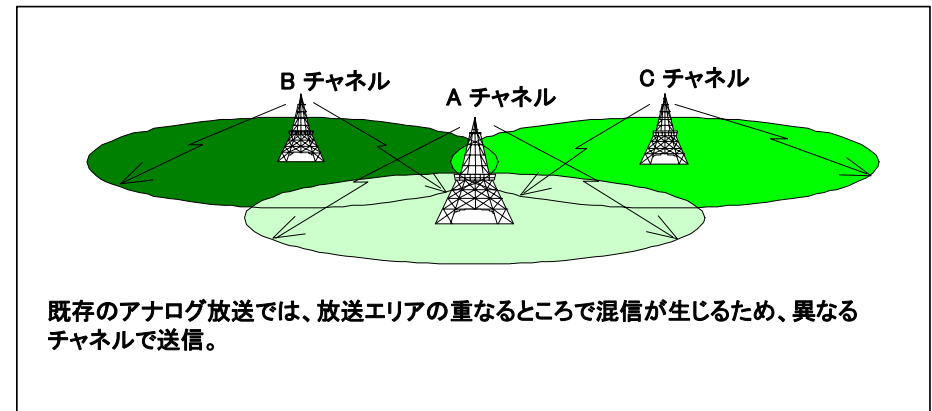 B チャネル
A チャネル
C チャネル
既存のアナログ放送では、放送エリアの重なるところで混信が生じるため、異なる
チャネルで送信。